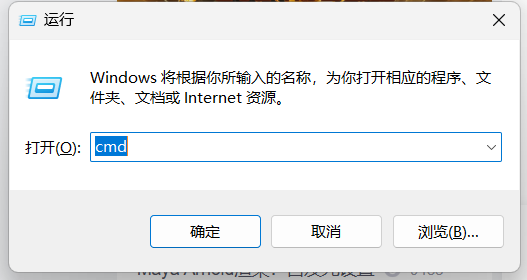 运行
Windows 将根据你所输入的名称，为你打开相应的程序、文
件夹、文档或 Internet 资源。
打开(O):
cmd
确定
取消
浏览(B)...